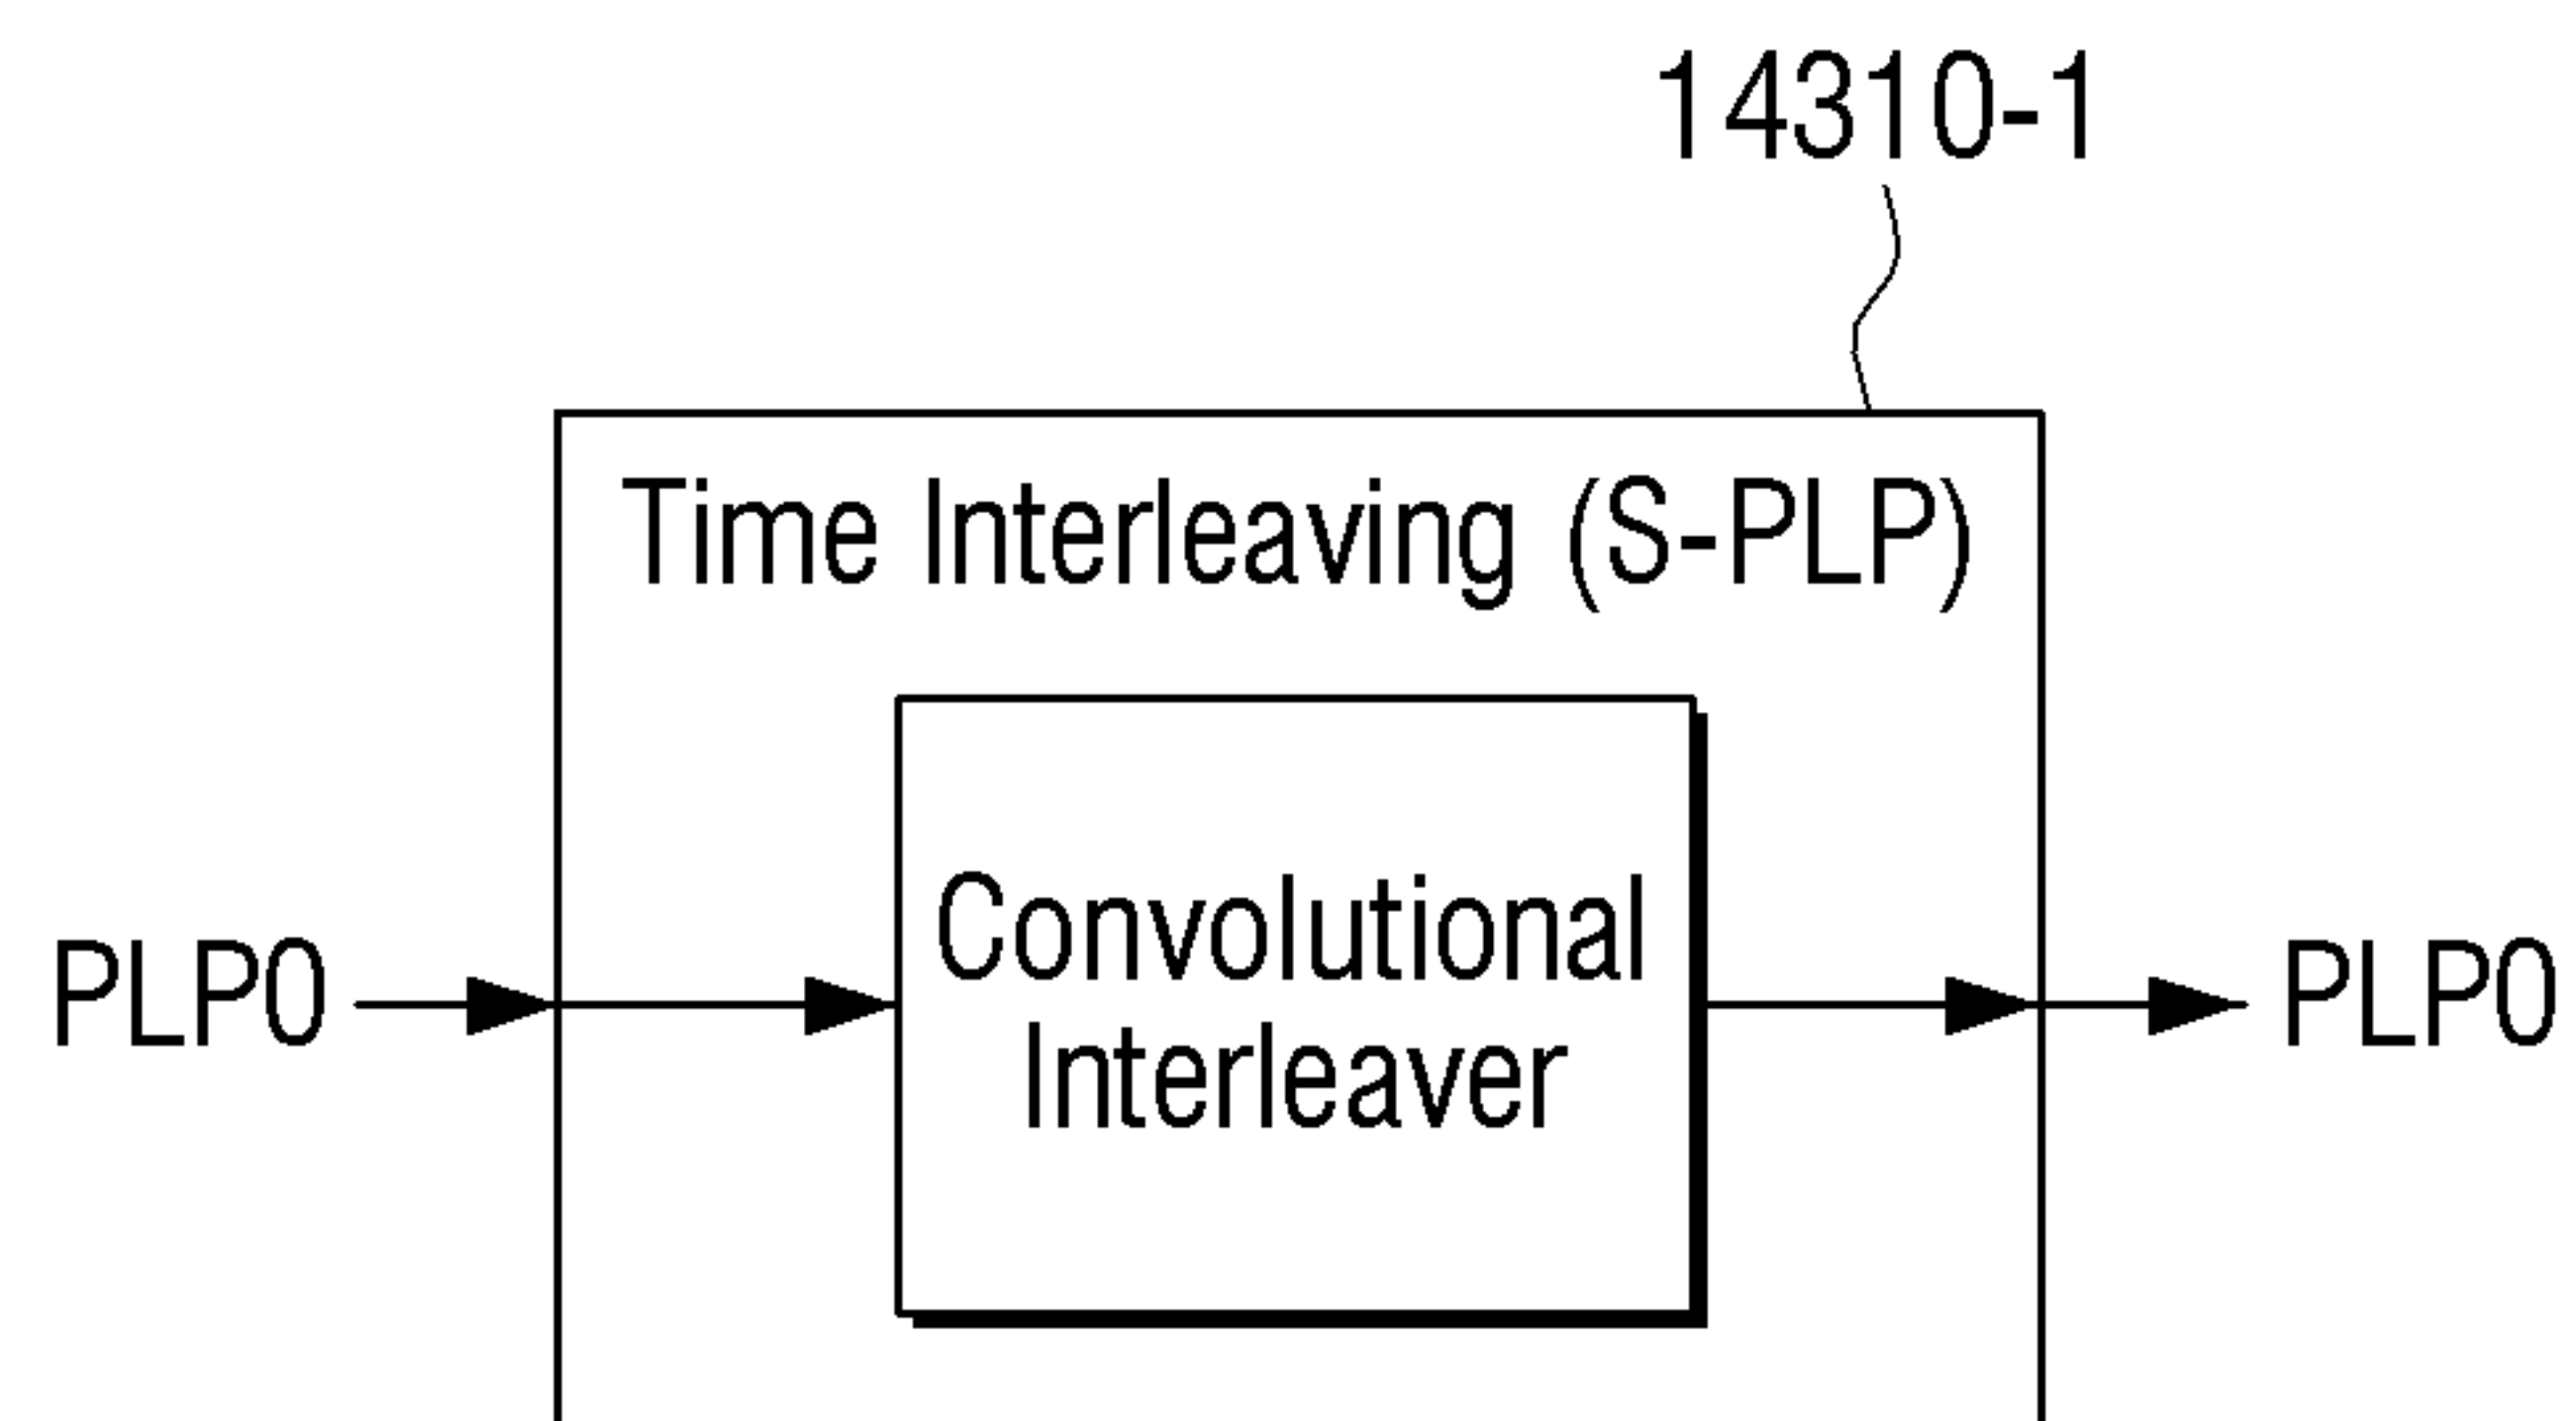 14310-1
Time Interleaving (S-PLP)
Convolutional
Interleaver
PLP0
PLP0